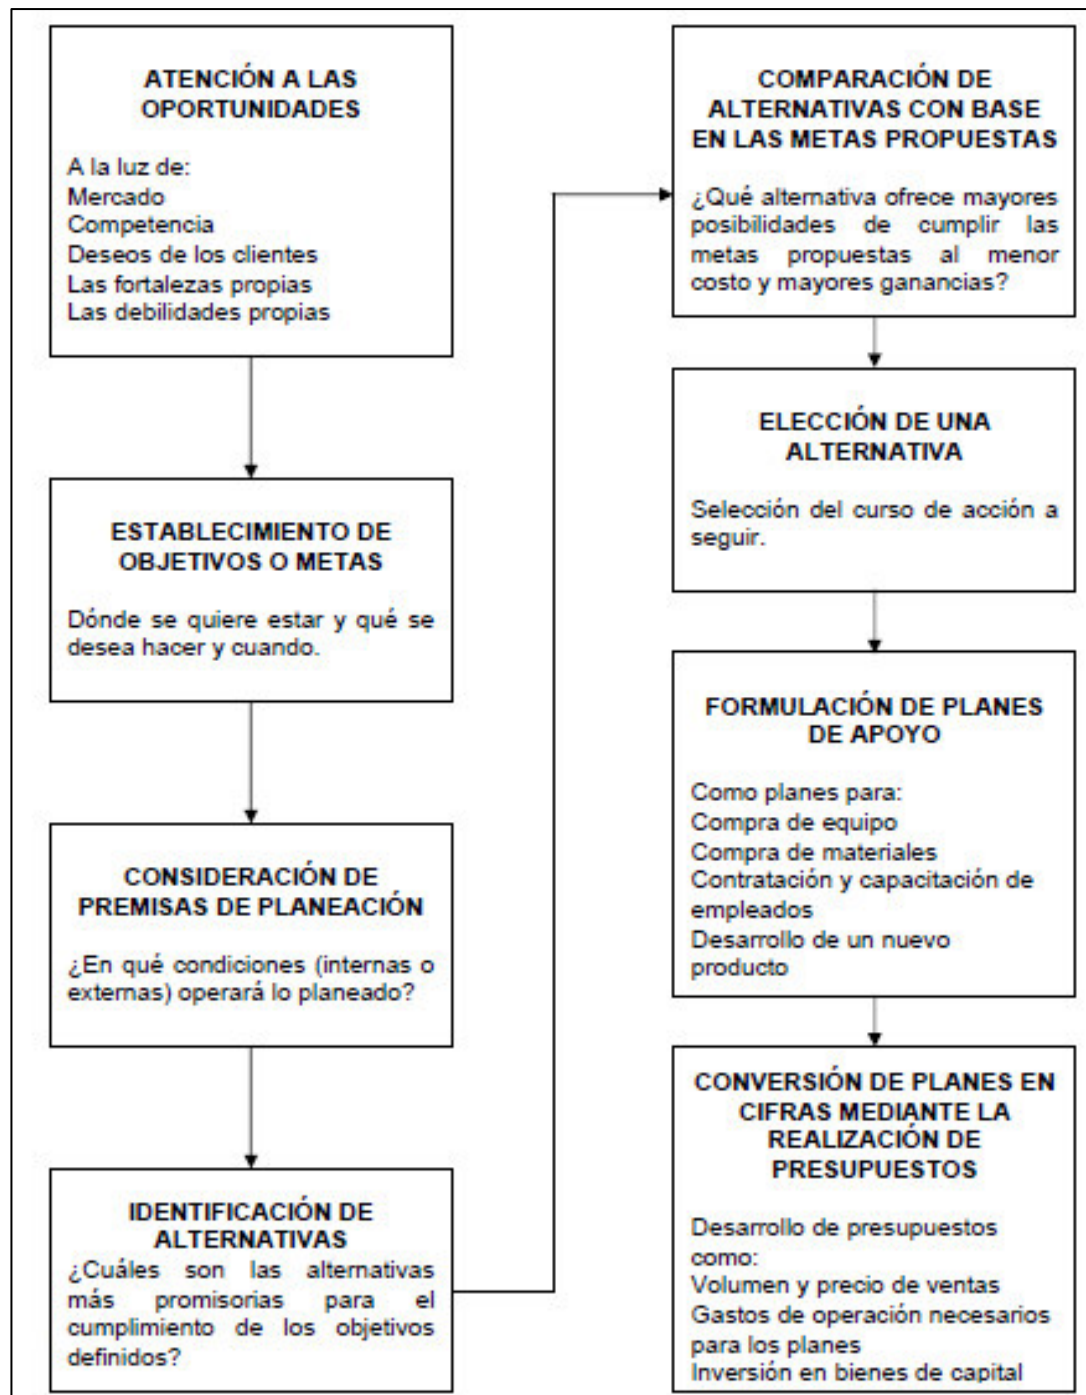 ATENCIÓN A LAS
OPORTUNIDADES
A la luz de:
Mercado
Competencia
Deseos de los clientes
Las fortalezas propias
Las debilidades propias
ESTABLECIMIENTO DE
OBJETIVOS O METAS
Dónde se quiere estar y qué se
desea hacer y cuando.
CONSIDERACIÓN DE
PREMISAS DE PLANEACIÓN
¿En qué condiciones (internas o
externas) operará lo planeado?
IDENTIFICACIÓN DE
ALTERNATIVAS
¿Cuáles son las alternativas
más promisorias para el
cumplimiento de los objetivos
definidos?
COMPARACIÓN DE
ALTERNATIVAS CON BASE
EN LAS METAS PROPUESTAS
¿Qué alternativa ofrece mayores
posibilidades de cumplir las
metas propuestas al menor
costo y mayores ganancias?
ELECCIÓN DE UNA
ALTERNATIVA
Selección del curso de acción a
seguir.
FORMULACIÓN DE PLANES
DE APOYO
Como planes para:
Compra de equipo
Compra de materiales
Contratación y capacitación de
empleados
Desarrollo de un nuevo
producto
CONVERSIÓN DE PLANES EN
CIFRAS MEDIANTE LA
REALIZACIÓN DE
PRESUPUESTOS
Desarrollo de presupuestos
como:
Volumen y precio de ventas
Gastos de operación necesarios
para los planes
Inversión en bienes de capital